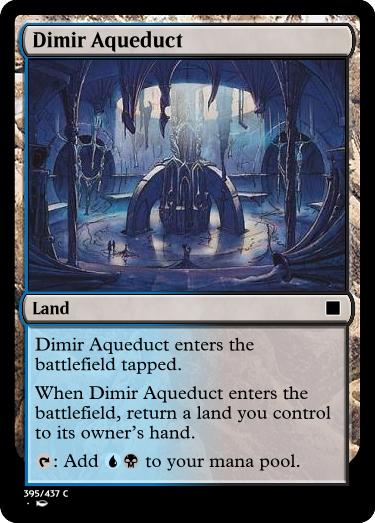 Dimir Aqueduct
Land
Dimir Aqueduct enters the
battlefield tapped.
When Dimir Aqueduct enters the
battlefield, return a land you control
to its owner's hand.
: Add to your mana pool.
395/437 C